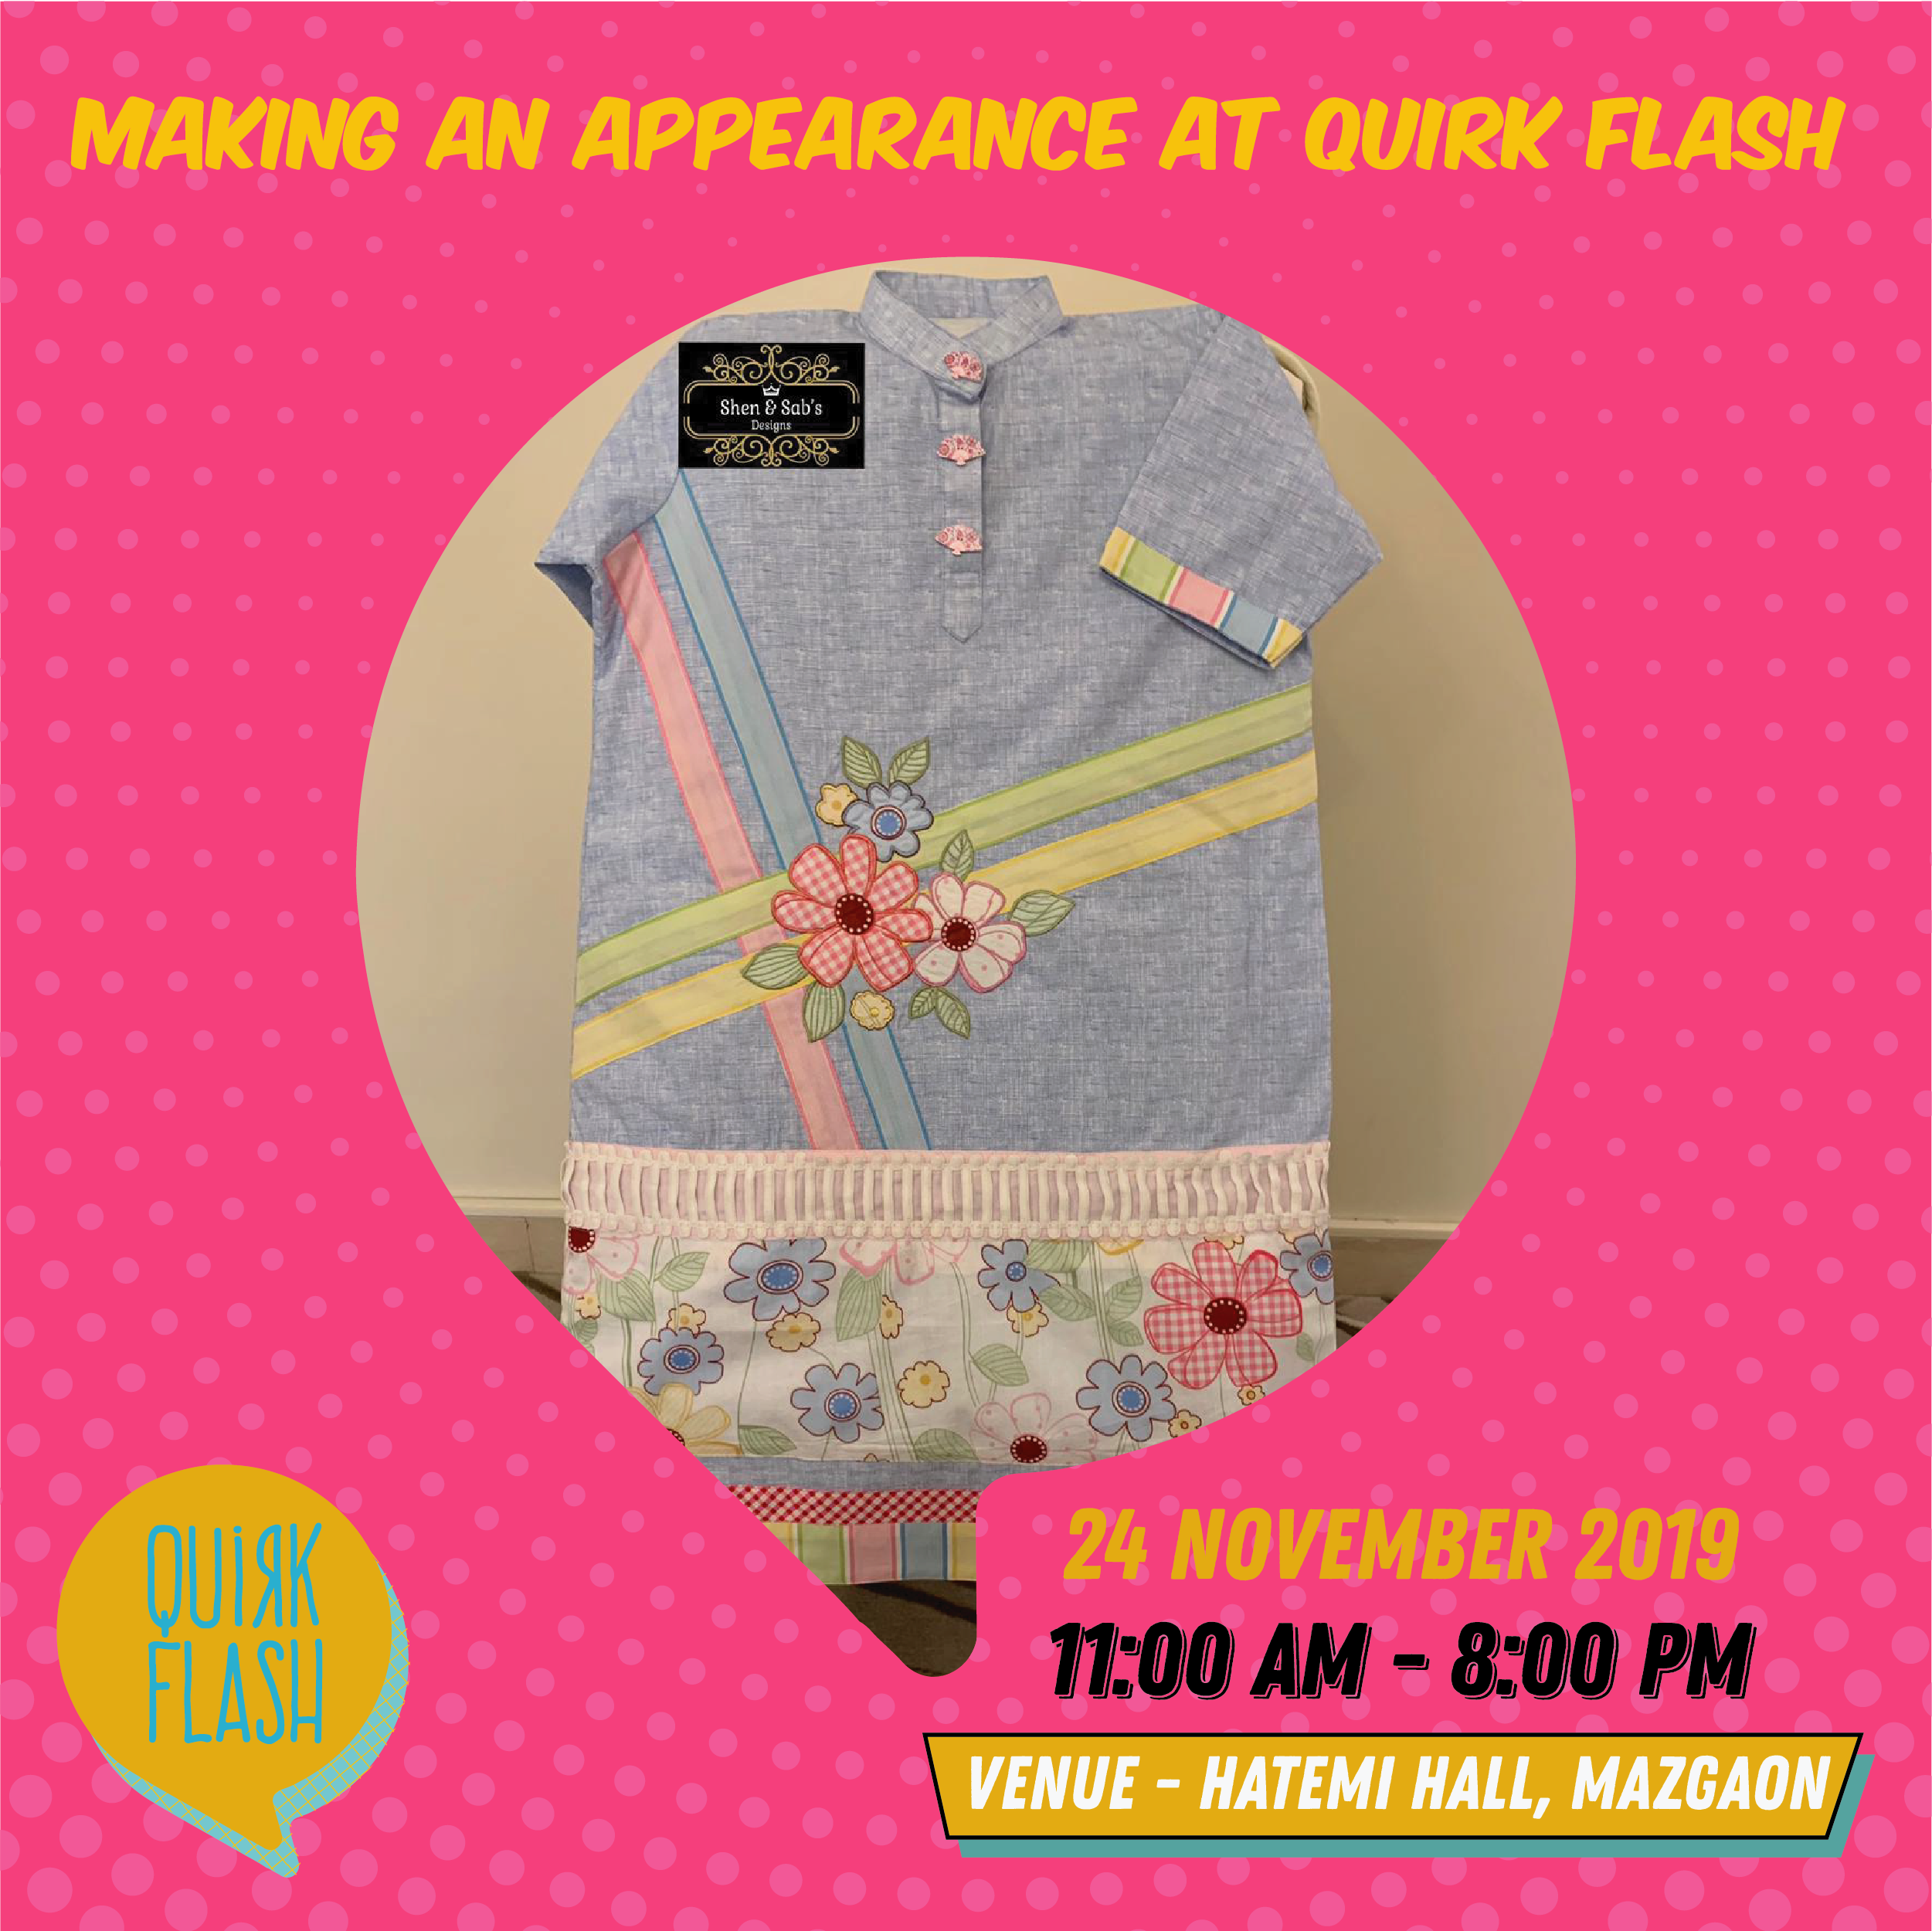 MAKING AN APPEARANCE AT QUIRK FLASH
Shen & Sab's
Designs
24 NOVEMBER 2019
11:00 AM - 8:00 PM
VENUE - HATEMI HALL, MAZGAON
QUIRK
FLASH